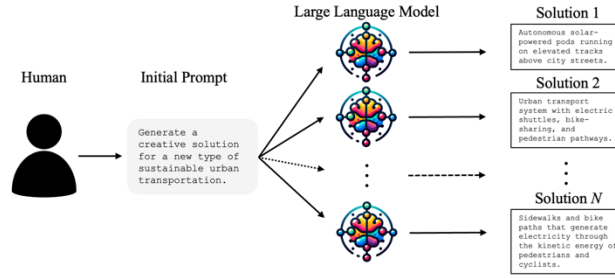 Large Language Model
Solution 1
Autonomous solar-
powered pods running
on elevated tracks
above city streets.
Human
Initial Prompt
Solution 2
Generate a
creative solution
for a new type of
sustainable urban
transportation.
Urban transport
system with electric
shuttles, bike-
sharing, and
pedestrian pathways.
Solution N
Sidewalks and bike
paths that generate
electricity through
the kinetic energy of
pedestrians and
cyclists.